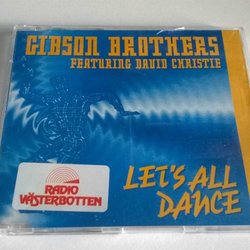 GIBSON BROTHERS
FEATURING DAVID CHRISTIE
RADIO
VÄSTERBOTTEN
LET'S ALL
DANCE